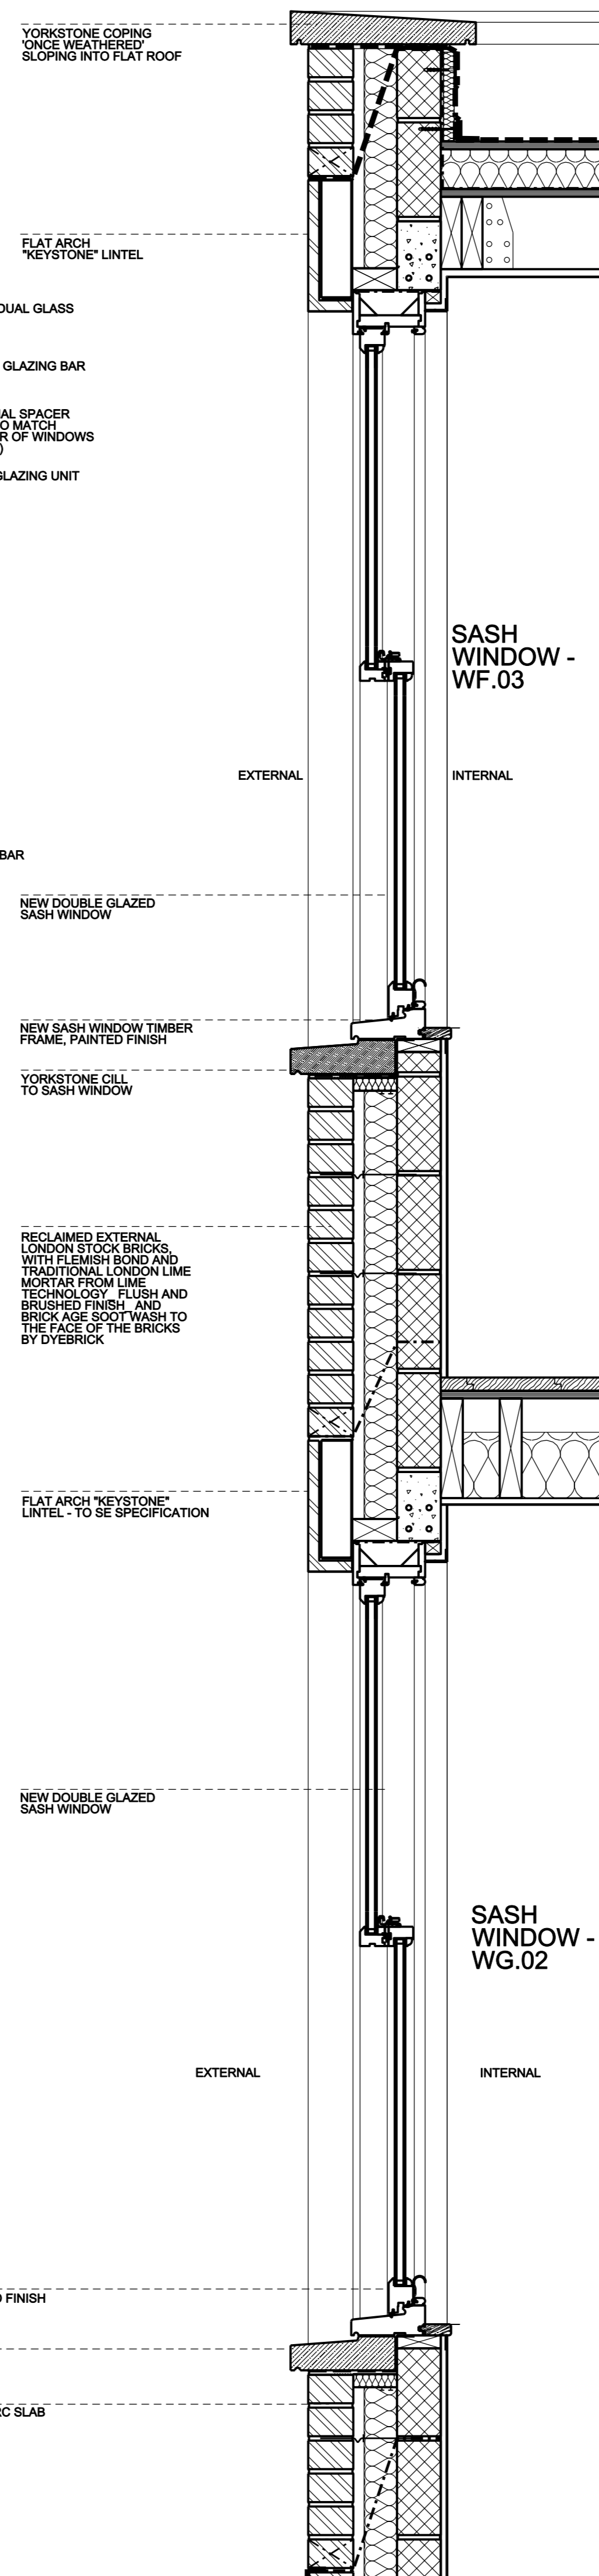 YORKSTONE COPING
'ONCE WEATHERED'
SLOPING INTO FLAT ROOF
FLAT ARCH
"KEYSTONE" LINTEL
DUAL GLASS
GLAZING BAR
AL SPACER
O MATCH
R OF WINDOWS
)
GLAZING UNIT
SASH
WINDOW -
WF.03
EXTERNAL
INTERNAL
BAR
NEW DOUBLE GLAZED
SASH WINDOW
NEW SASH WINDOW TIMBER
FRAME, PAINTED FINISH
YORKSTONE CILL
TO SASH WINDOW
RECLAIMED EXTERNAL
LONDON STOCK BRICKS,
WITH FLEMISH BOND AND
TRADITIONAL LONDON LIME
MORTAR FROM LIME
TECHNOLOGY_ FLUSH AND
BRUSHED FINISH_ AND
BRICK AGE SOOT WASH TO
THE FACE OF THE BRICKS
BY DYEBRICK
FLAT ARCH "KEYSTONE"
LINTEL - TO SE SPECIFICATION
NEW DOUBLE GLAZED
SASH WINDOW
SASH
WINDOW -
WG.02
EXTERNAL
INTERNAL
FINISH
RC SLAB